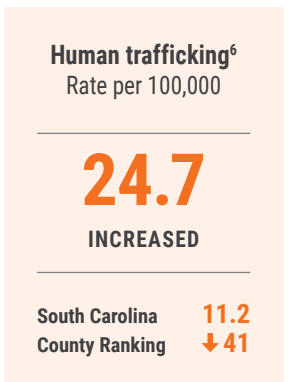 Human trafficking⁶
Rate per 100,000
24.7
INCREASED
South Carolina 11.2
County Ranking ↓ 41